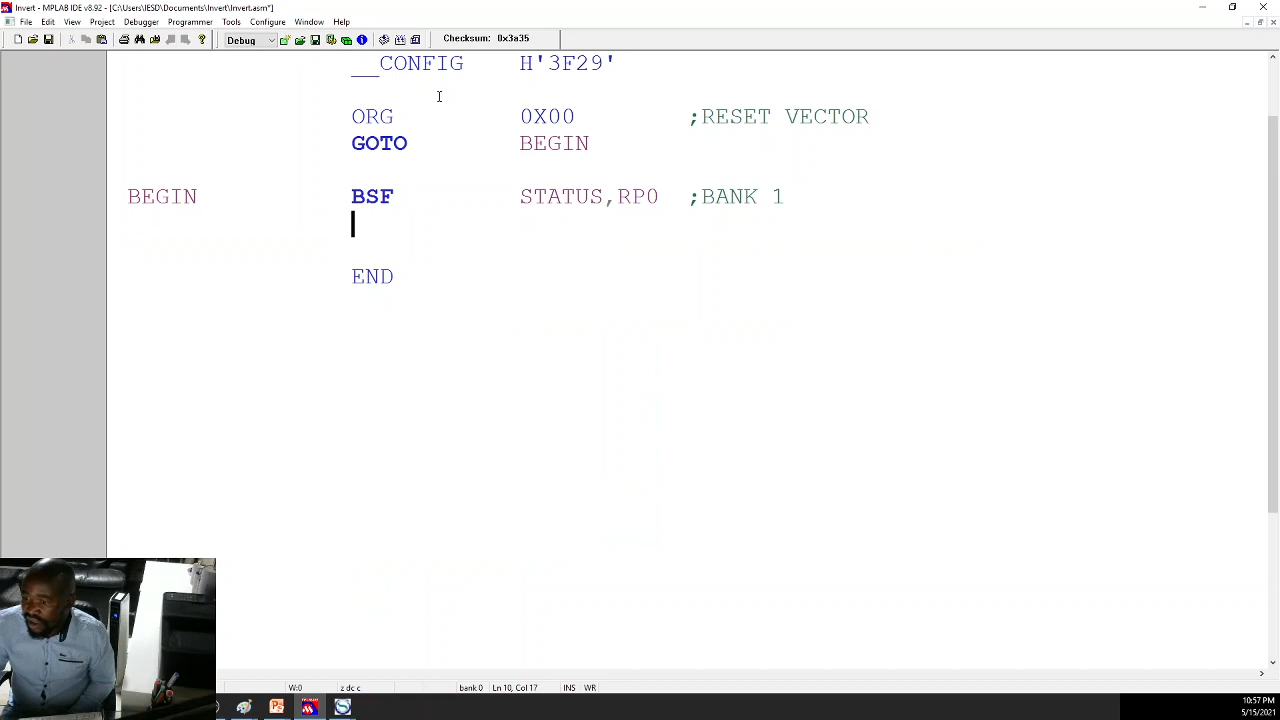 Invert - MPLAB IDE v8.92 - [C:\Users\IESD\Documents\Invert\Invert.asm*]
File Edit View Project Debugger Programmer Tools Configure Window Help
Debug Checksum: 0x3a35
__CONFIG H'3F29'
ORG 0X00 ;RESET VECTOR
GOTO BEGIN
BEGIN BSF STATUS,RP0 ;BANK 1
END
W:0 z dc c bank 0 Ln 10, Col 17 INS WR
10:57 PM
5/15/2021